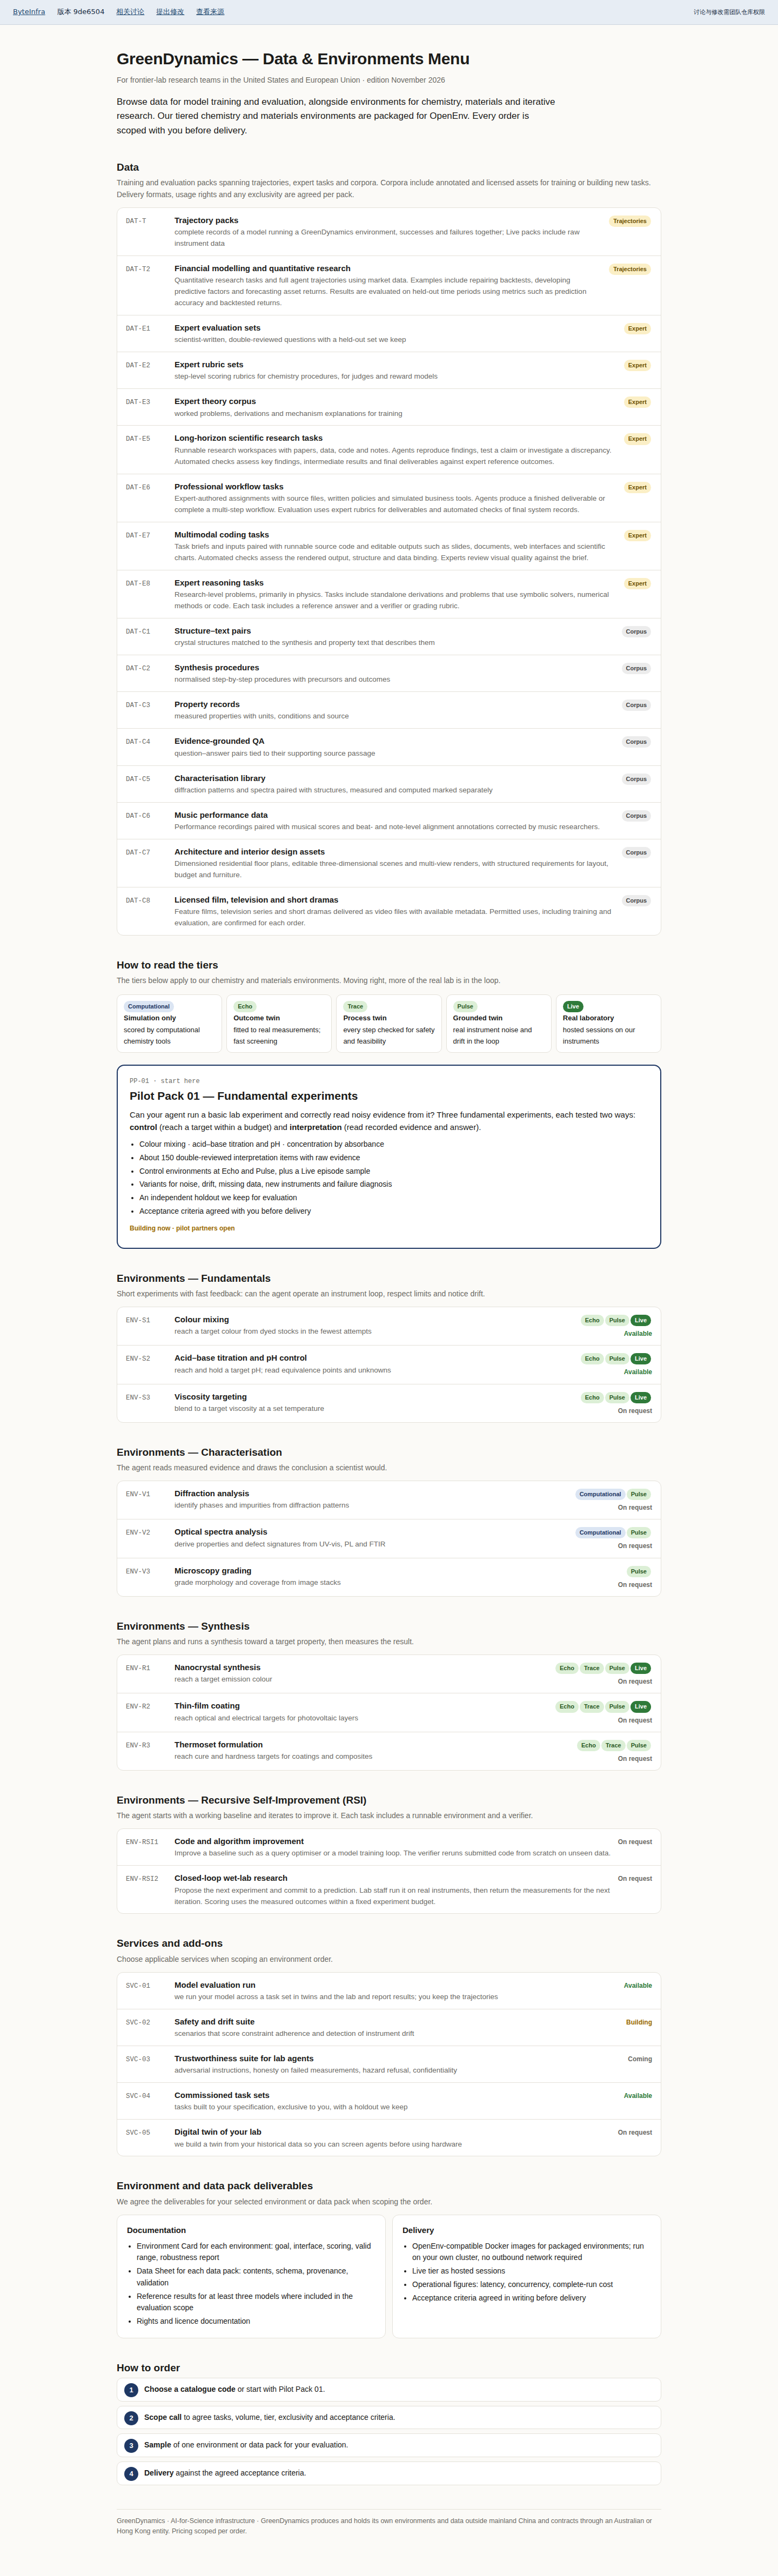 ByteInfra 版本 9de6504 相关讨论 提出修改 查看来源 讨论与修改需团队仓库权限
GreenDynamics — Data & Environments Menu
For frontier-lab research teams in the United States and European Union · edition November 2026
Browse data for model training and evaluation, alongside environments for chemistry, materials and iterative
research. Our tiered chemistry and materials environments are packaged for OpenEnv. Every order is
scoped with you before delivery.
Data
Training and evaluation packs spanning trajectories, expert tasks and corpora. Corpora include annotated and licensed assets for training or building new tasks.
Delivery formats, usage rights and any exclusivity are agreed per pack.
DAT-T Trajectory packs Trajectories
complete records of a model running a GreenDynamics environment, successes and failures together; Live packs include raw
instrument data
DAT-T2 Financial modelling and quantitative research Trajectories
Quantitative research tasks and full agent trajectories using market data. Examples include repairing backtests, developing
predictive factors and forecasting asset returns. Results are evaluated on held-out time periods using metrics such as prediction
accuracy and backtested returns.
DAT-E1 Expert evaluation sets Expert
scientist-written, double-reviewed questions with a held-out set we keep
DAT-E2 Expert rubric sets Expert
step-level scoring rubrics for chemistry procedures, for judges and reward models
DAT-E3 Expert theory corpus Expert
worked problems, derivations and mechanism explanations for training
DAT-E5 Long-horizon scientific research tasks Expert
Runnable research workspaces with papers, data, code and notes. Agents reproduce findings, test a claim or investigate a discrepancy.
Automated checks assess key findings, intermediate results and final deliverables against expert reference outcomes.
DAT-E6 Professional workflow tasks Expert
Expert-authored assignments with source files, written policies and simulated business tools. Agents produce a finished deliverable or
complete a multi-step workflow. Evaluation uses expert rubrics for deliverables and automated checks of final system records.
DAT-E7 Multimodal coding tasks Expert
Task briefs and inputs paired with runnable source code and editable outputs such as slides, documents, web interfaces and scientific
charts. Automated checks assess the rendered output, structure and data binding. Experts review visual quality against the brief.
DAT-E8 Expert reasoning tasks Expert
Research-level problems, primarily in physics. Tasks include standalone derivations and problems that use symbolic solvers, numerical
methods or code. Each task includes a reference answer and a verifier or grading rubric.
DAT-C1 Structure–text pairs Corpus
crystal structures matched to the synthesis and property text that describes them
DAT-C2 Synthesis procedures Corpus
normalised step-by-step procedures with precursors and outcomes
DAT-C3 Property records Corpus
measured properties with units, conditions and source
DAT-C4 Evidence-grounded QA Corpus
question–answer pairs tied to their supporting source passage
DAT-C5 Characterisation library Corpus
diffraction patterns and spectra paired with structures, measured and computed marked separately
DAT-C6 Music performance data Corpus
Performance recordings paired with musical scores and beat- and note-level alignment annotations corrected by music researchers.
DAT-C7 Architecture and interior design assets Corpus
Dimensioned residential floor plans, editable three-dimensional scenes and multi-view renders, with structured requirements for layout,
budget and furniture.
DAT-C8 Licensed film, television and short dramas Corpus
Feature films, television series and short dramas delivered as video files with available metadata. Permitted uses, including training and
evaluation, are confirmed for each order.
How to read the tiers
The tiers below apply to our chemistry and materials environments. Moving right, more of the real lab is in the loop.
Computational
Simulation only
scored by computational
chemistry tools
Echo
Outcome twin
fitted to real measurements;
fast screening
Trace
Process twin
every step checked for safety
and feasibility
Pulse
Grounded twin
real instrument noise and
drift in the loop
Live
Real laboratory
hosted sessions on our
instruments
PP-01 · start here
Pilot Pack 01 — Fundamental experiments
Can your agent run a basic lab experiment and correctly read noisy evidence from it? Three fundamental experiments, each tested two ways:
control (reach a target within a budget) and interpretation (read recorded evidence and answer).
• Colour mixing · acid–base titration and pH · concentration by absorbance
• About 150 double-reviewed interpretation items with raw evidence
• Control environments at Echo and Pulse, plus a Live episode sample
• Variants for noise, drift, missing data, new instruments and failure diagnosis
• An independent holdout we keep for evaluation
• Acceptance criteria agreed with you before delivery
Building now · pilot partners open
Environments — Fundamentals
Short experiments with fast feedback: can the agent operate an instrument loop, respect limits and notice drift.
ENV-S1 Colour mixing Echo Pulse Live
reach a target colour from dyed stocks in the fewest attempts Available
ENV-S2 Acid–base titration and pH control Echo Pulse Live
reach and hold a target pH; read equivalence points and unknowns Available
ENV-S3 Viscosity targeting Echo Pulse Live
blend to a target viscosity at a set temperature On request
Environments — Characterisation
The agent reads measured evidence and draws the conclusion a scientist would.
ENV-V1 Diffraction analysis Computational Pulse
identify phases and impurities from diffraction patterns On request
ENV-V2 Optical spectra analysis Computational Pulse
derive properties and defect signatures from UV-vis, PL and FTIR On request
ENV-V3 Microscopy grading Pulse
grade morphology and coverage from image stacks On request
Environments — Synthesis
The agent plans and runs a synthesis toward a target property, then measures the result.
ENV-R1 Nanocrystal synthesis Echo Trace Pulse Live
reach a target emission colour On request
ENV-R2 Thin-film coating Echo Trace Pulse Live
reach optical and electrical targets for photovoltaic layers On request
ENV-R3 Thermoset formulation Echo Trace Pulse
reach cure and hardness targets for coatings and composites On request
Environments — Recursive Self-Improvement (RSI)
The agent starts with a working baseline and iterates to improve it. Each task includes a runnable environment and a verifier.
ENV-RSI1 Code and algorithm improvement On request
Improve a baseline such as a query optimiser or a model training loop. The verifier reruns submitted code from scratch on unseen data.
ENV-RSI2 Closed-loop wet-lab research On request
Propose the next experiment and commit to a prediction. Lab staff run it on real instruments, then return the measurements for the next
iteration. Scoring uses the measured outcomes within a fixed experiment budget.
Services and add-ons
Choose applicable services when scoping an environment order.
SVC-01 Model evaluation run Available
we run your model across a task set in twins and the lab and report results; you keep the trajectories
SVC-02 Safety and drift suite Building
scenarios that score constraint adherence and detection of instrument drift
SVC-03 Trustworthiness suite for lab agents Coming
adversarial instructions, honesty on failed measurements, hazard refusal, confidentiality
SVC-04 Commissioned task sets Available
tasks built to your specification, exclusive to you, with a holdout we keep
SVC-05 Digital twin of your lab On request
we build a twin from your historical data so you can screen agents before using hardware
Environment and data pack deliverables
We agree the deliverables for your selected environment or data pack when scoping the order.
Documentation
• Environment Card for each environment: goal, interface, scoring, valid
range, robustness report
• Data Sheet for each data pack: contents, schema, provenance,
validation
• Reference results for at least three models where included in the
evaluation scope
• Rights and licence documentation
Delivery
• OpenEnv-compatible Docker images for packaged environments; run
on your own cluster, no outbound network required
• Live tier as hosted sessions
• Operational figures: latency, concurrency, complete-run cost
• Acceptance criteria agreed in writing before delivery
How to order
1 Choose a catalogue code or start with Pilot Pack 01.
2 Scope call to agree tasks, volume, tier, exclusivity and acceptance criteria.
3 Sample of one environment or data pack for your evaluation.
4 Delivery against the agreed acceptance criteria.
GreenDynamics · AI-for-Science infrastructure · GreenDynamics produces and holds its own environments and data outside mainland China and contracts through an Australian or
Hong Kong entity. Pricing scoped per order.